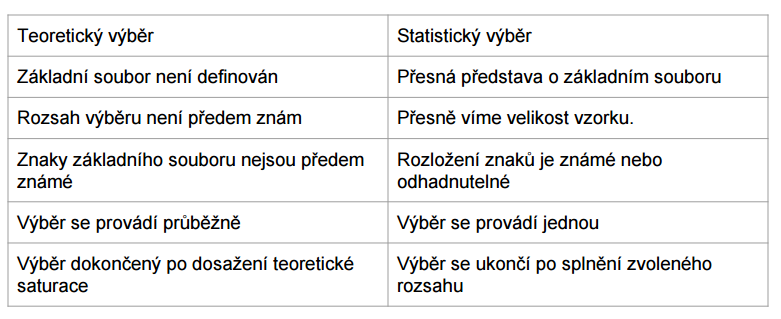 Teoretický výběr
Statistický výběr
Základní soubor není definován
Přesná představa o základním souboru
Rozsah výběru není předem znám
Přesně víme velikost vzorku.
Znaky základního souboru nejsou předem
známé
Rozložení znaků je známé nebo
odhadnutelné
Výběr se provádí průběžně
Výběr se provádí jednou
Výběr dokončený po dosažení teoretické
saturace
Výběr se ukončí po splnění zvoleného
rozsahu